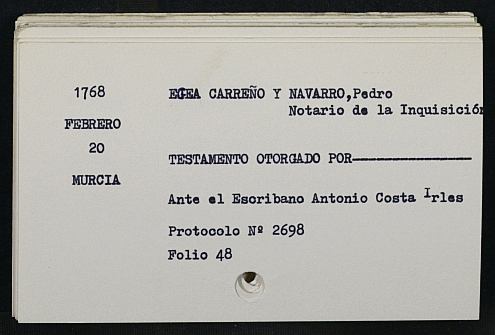 1768
EGEA CARREÑO Y NAVARRO,Pedro
Notario de la Inquisición
FEBRERO
20
TESTAMENTO OTORGADO POR-----------------
MURCIA
Ante el Escribano Antonio Costa Irles
Protocolo Nº 2698
Folio 48